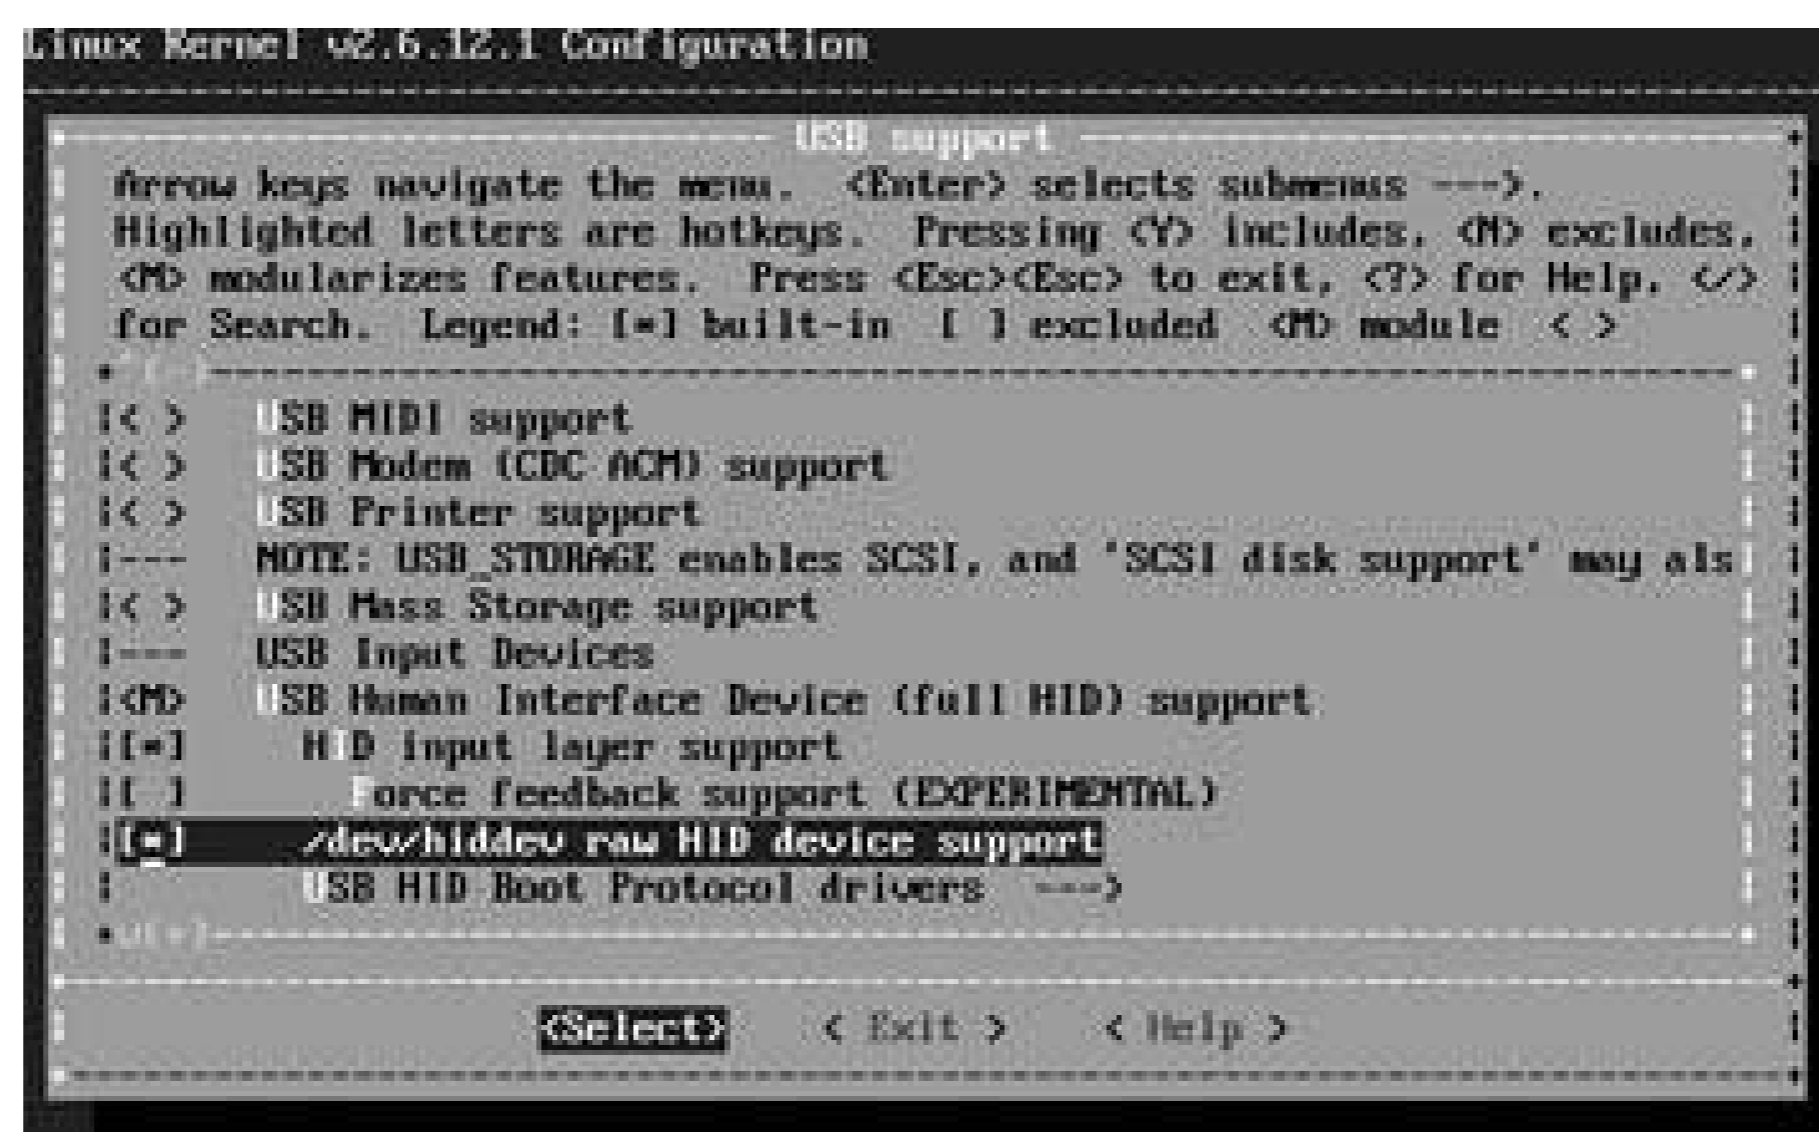 Linux Kernel v2.6.12.1 Configuration
USB support
Arrow keys navigate the menu. <Enter> selects submenus --->.
Highlighted letters are hotkeys. Pressing <Y> includes, <N> excludes,
<M> modularizes features. Press <Esc><Esc> to exit, <?> for Help, </>
for Search. Legend: [*] built-in [ ] excluded <M> module < >
< > USB MIDI support
< > USB Modem (CDC ACM) support
< > USB Printer support
--- NOTE: USB_STORAGE enables SCSI, and 'SCSI disk support' may als
< > USB Mass Storage support
--- USB Input Devices
<M> USB Human Interface Device (full HID) support
[*] HID input layer support
[ ] Force feedback support (EXPERIMENTAL)
[*] /dev/hiddev raw HID device support
USB HID Boot Protocol drivers --->
<Select> < Exit > < Help >